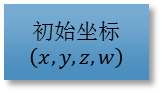 初始坐标
(x, y, z, w)